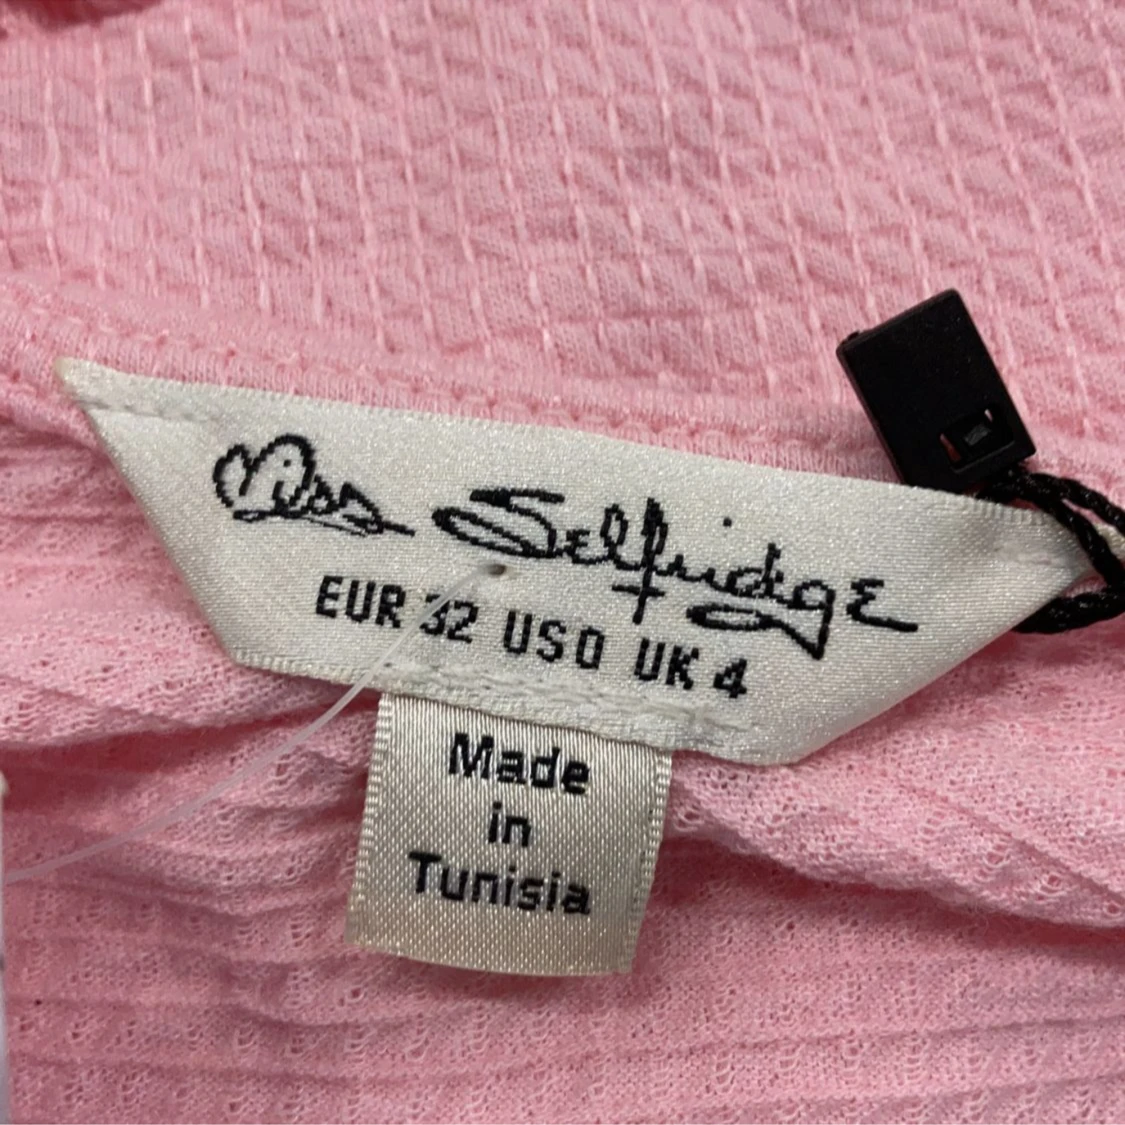 Miss Selfridge
EUR 32 US 0 UK 4
Made
in
Tunisia